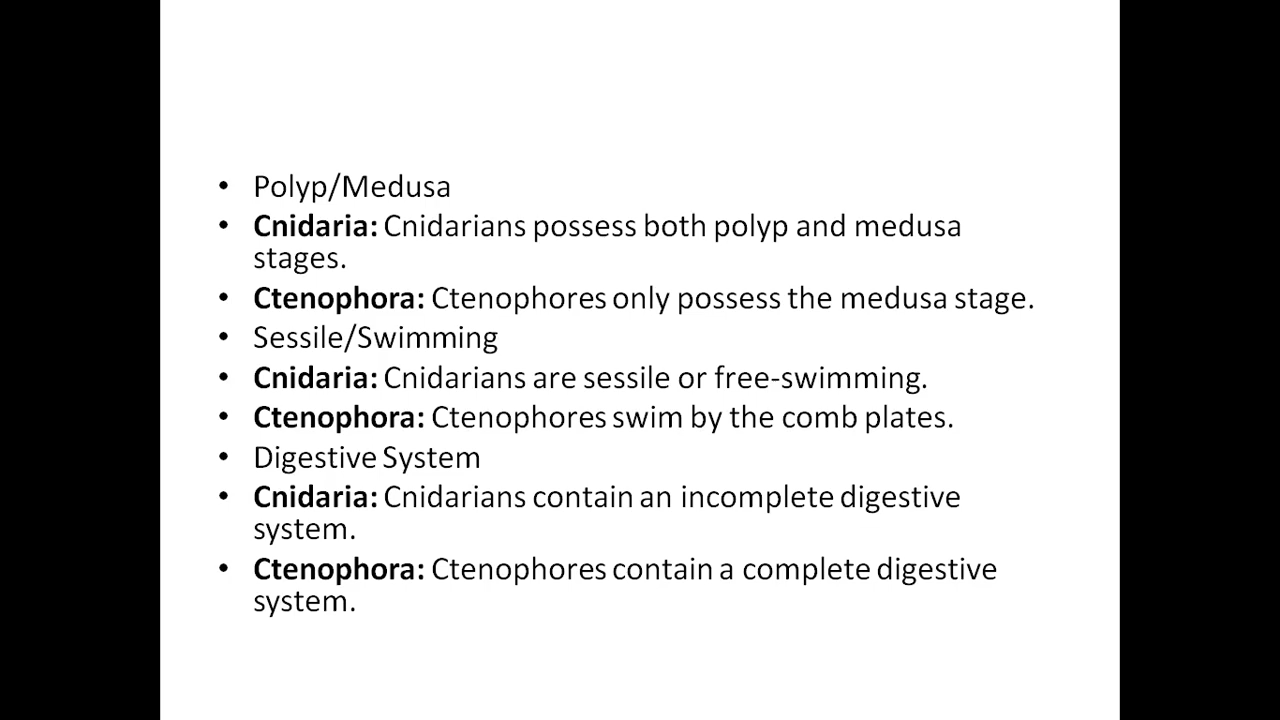 • Polyp/Medusa
• Cnidaria: Cnidarians possess both polyp and medusa
stages.
• Ctenophora: Ctenophores only possess the medusa stage.
• Sessile/Swimming
• Cnidaria: Cnidarians are sessile or free-swimming.
• Ctenophora: Ctenophores swim by the comb plates.
• Digestive System
• Cnidaria: Cnidarians contain an incomplete digestive
system.
• Ctenophora: Ctenophores contain a complete digestive
system.